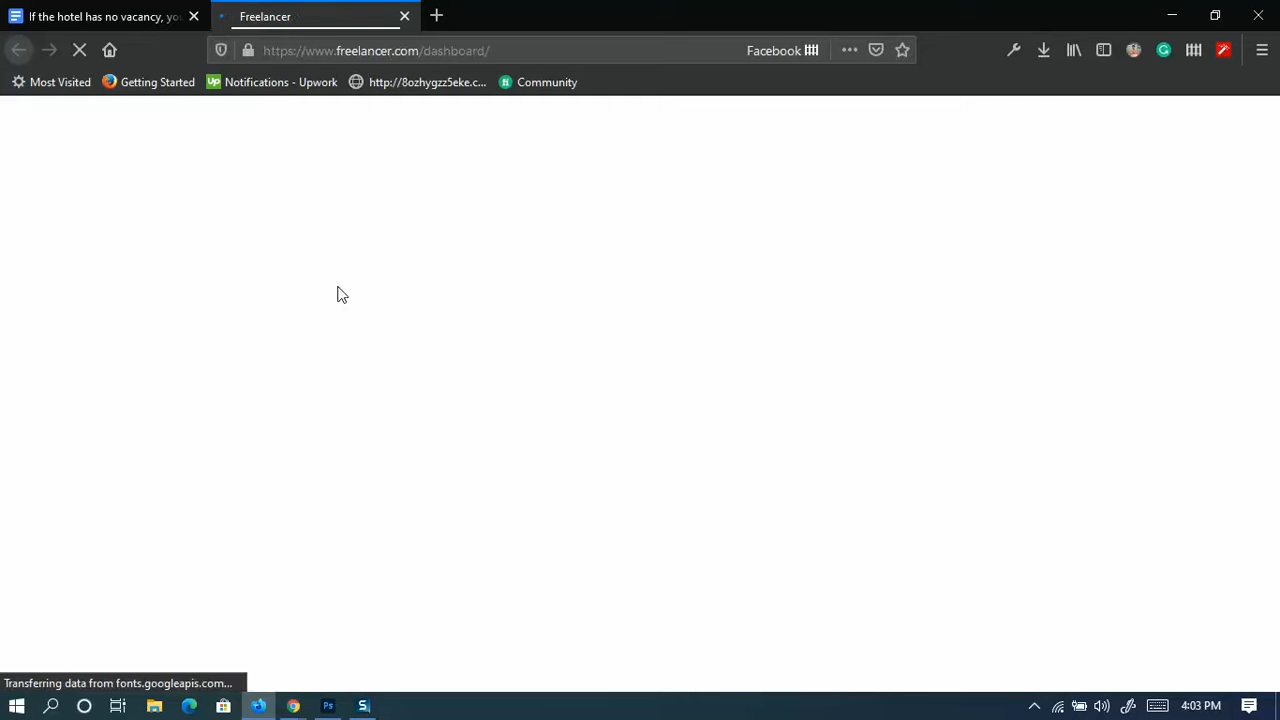 If the hotel has no vacancy, you
Freelancer
https://www.freelancer.com/dashboard/
Facebook
Most Visited
Getting Started
Notifications - Upwork
http://8ozhygzz5eke.c...
Community
Transferring data from fonts.googleapis.com...
4:03 PM